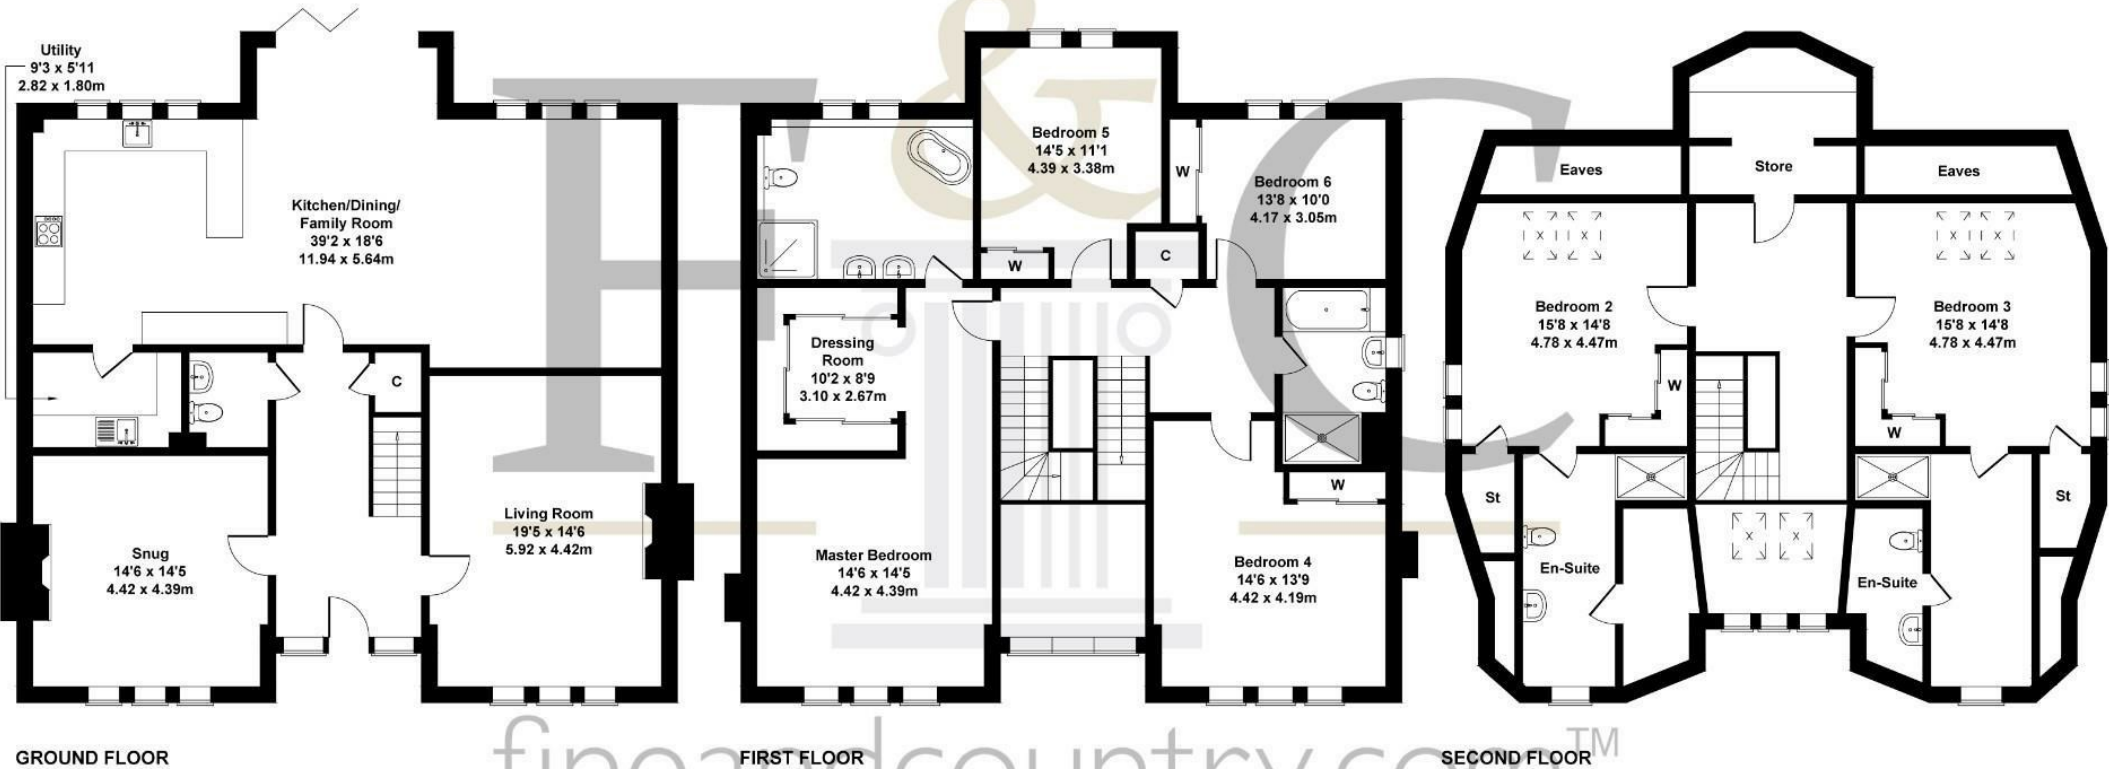 Utility
9'3 x 5'11
2.82 x 1.80m
Kitchen/Dining/
Family Room
39'2 x 18'6
11.94 x 5.64m
C
Snug
14'6 x 14'5
4.42 x 4.39m
Living Room
19'5 x 14'6
5.92 x 4.42m
GROUND FLOOR
Bedroom 5
14'5 x 11'1
4.39 x 3.38m
W
Bedroom 6
13'8 x 10'0
4.17 x 3.05m
W
C
Dressing
Room
10'2 x 8'9
3.10 x 2.67m
W
Master Bedroom
14'6 x 14'5
4.42 x 4.39m
Bedroom 4
14'6 x 13'9
4.42 x 4.19m
FIRST FLOOR
Eaves
Store
Eaves
Bedroom 2
15'8 x 14'8
4.78 x 4.47m
W
Bedroom 3
15'8 x 14'8
4.78 x 4.47m
W
St
St
En-Suite
En-Suite
SECOND FLOOR
F&C
fineandcountry.com™